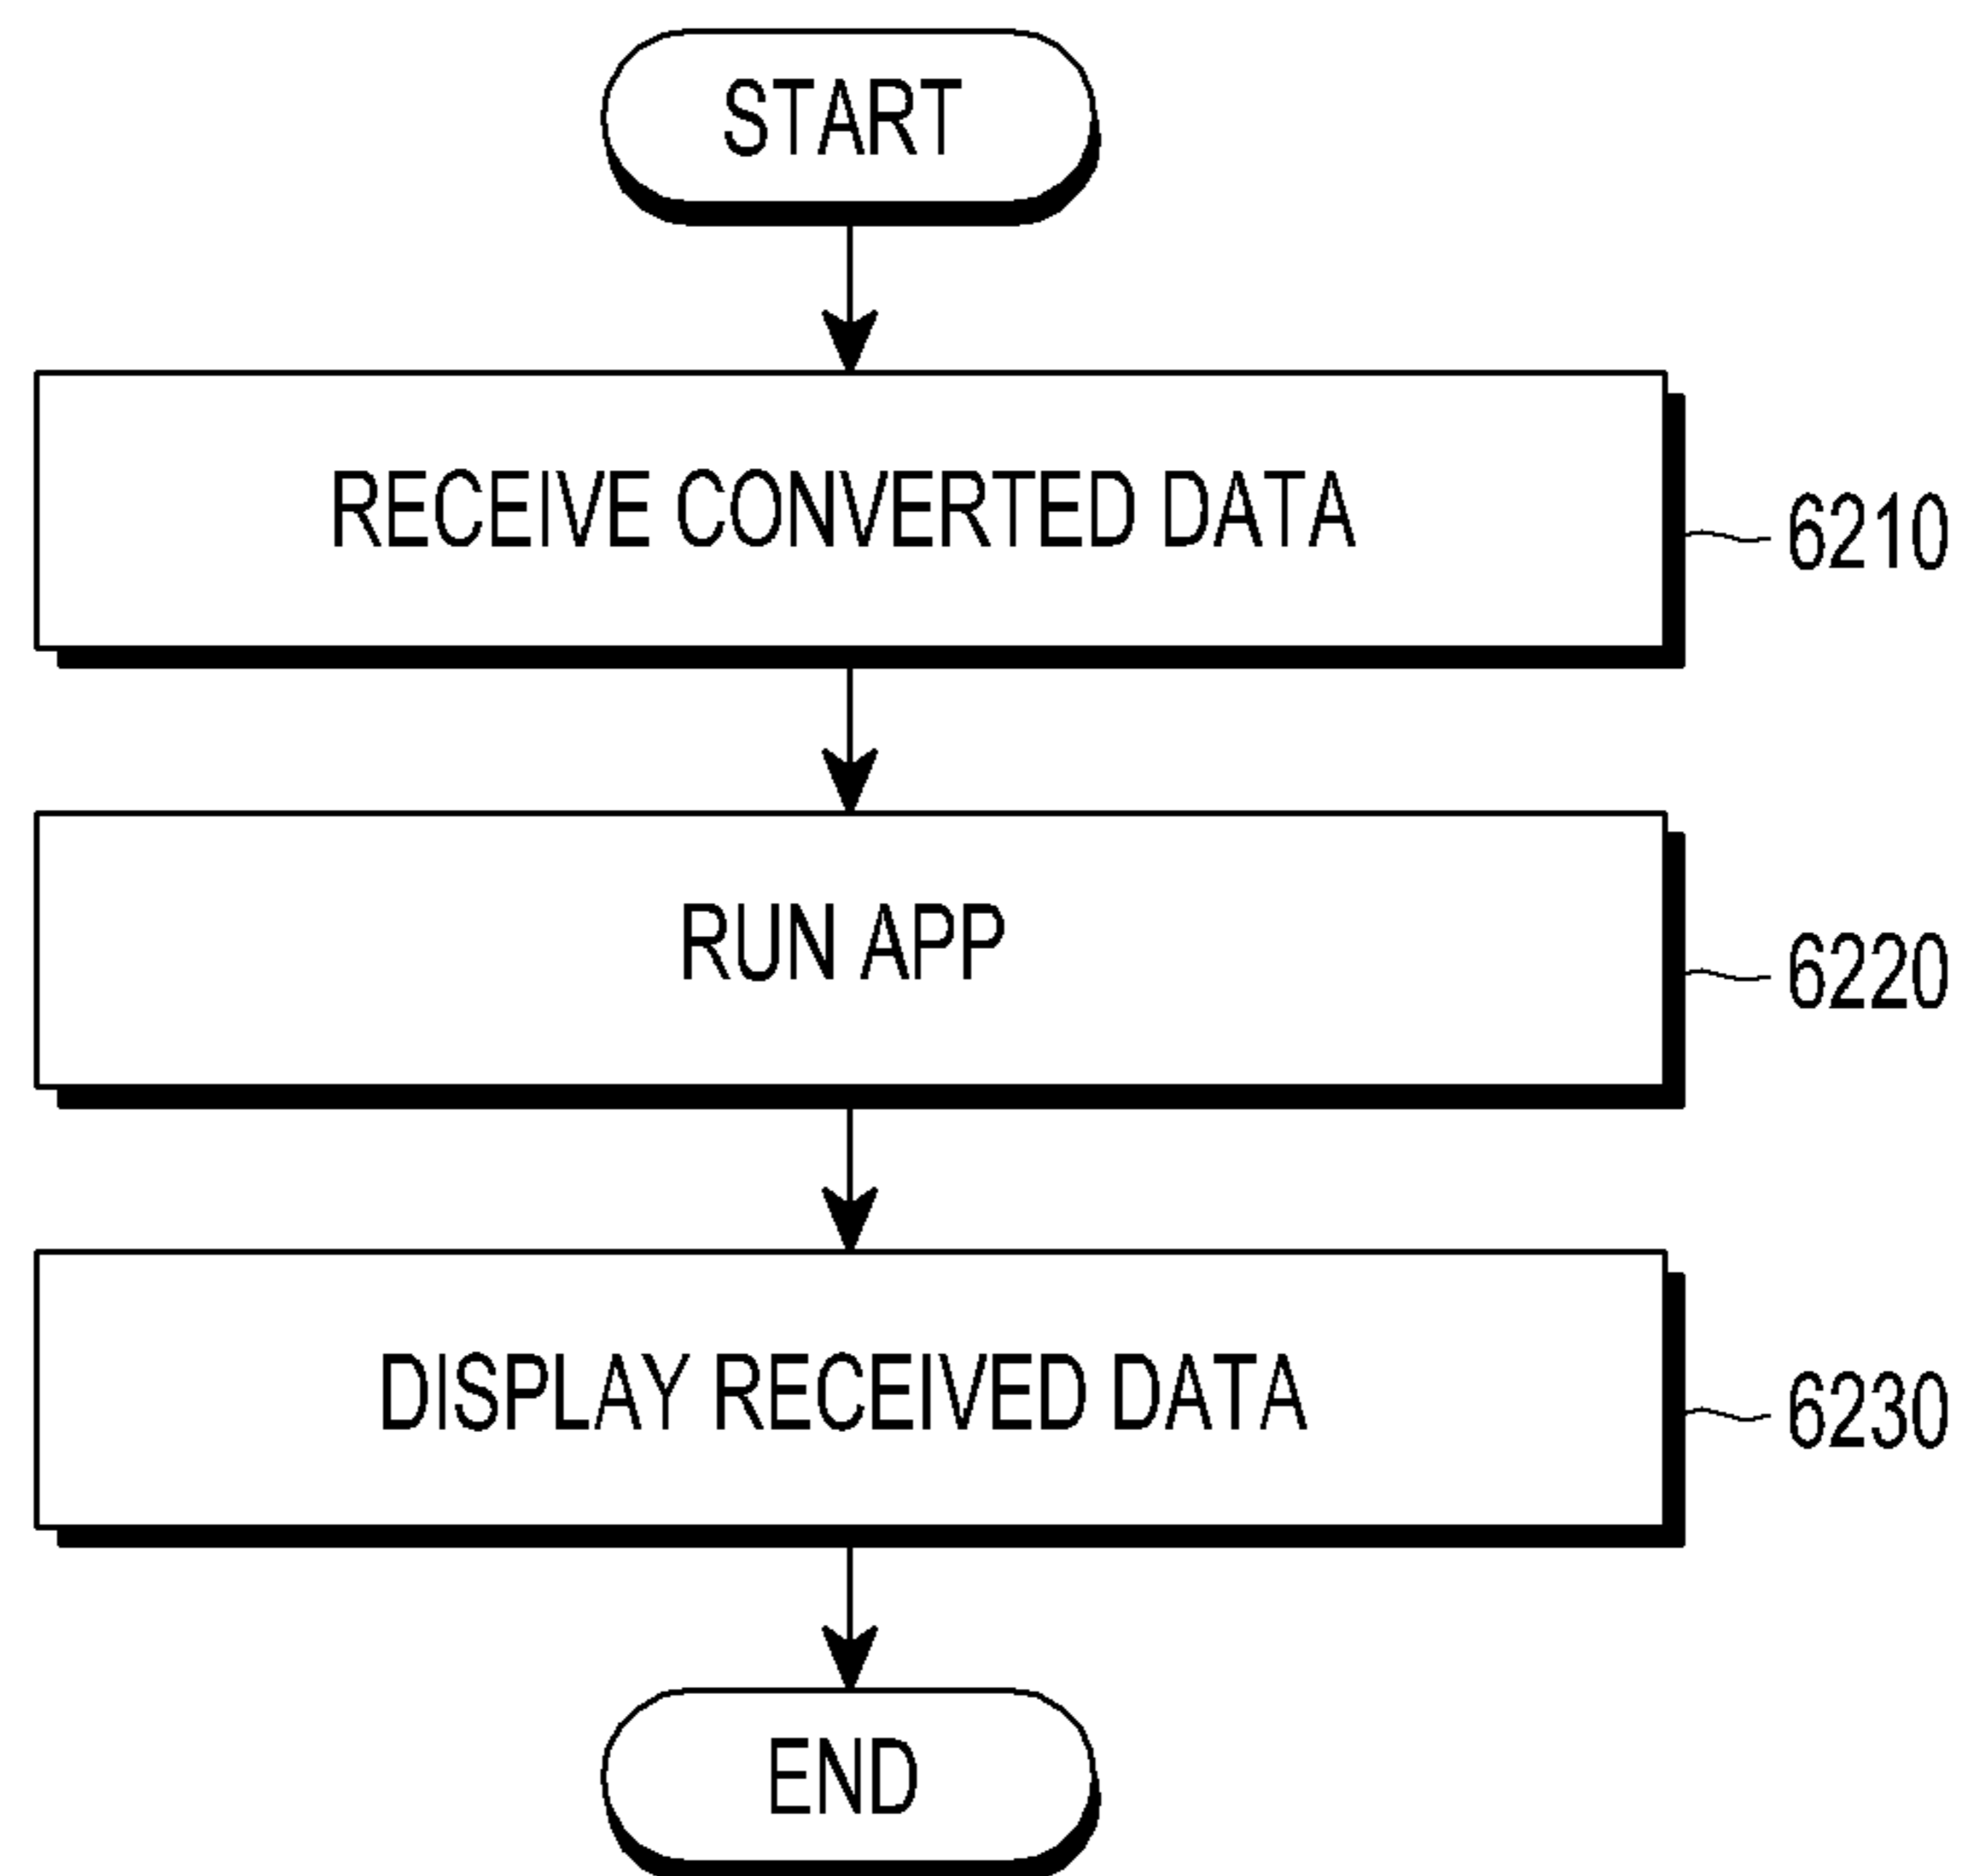 START
RECEIVE CONVERTED DATA
6210
RUN APP
6220
DISPLAY RECEIVED DATA
6230
END